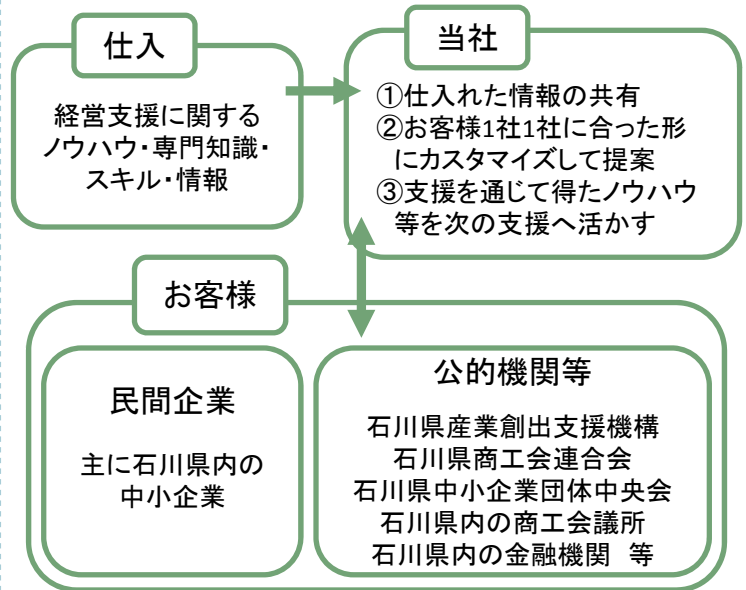 仕入
経営支援に関する
ノウハウ・専門知識・
スキル・情報
当社
①仕入れた情報の共有
②お客様1社1社に合った形
にカスタマイズして提案
③支援を通じて得たノウハウ
等を次の支援へ活かす
お客様
民間企業
主に石川県内の
中小企業
公的機関等
石川県産業創出支援機構
石川県商工会連合会
石川県中小企業団体中央会
石川県内の商工会議所
石川県内の金融機関 等